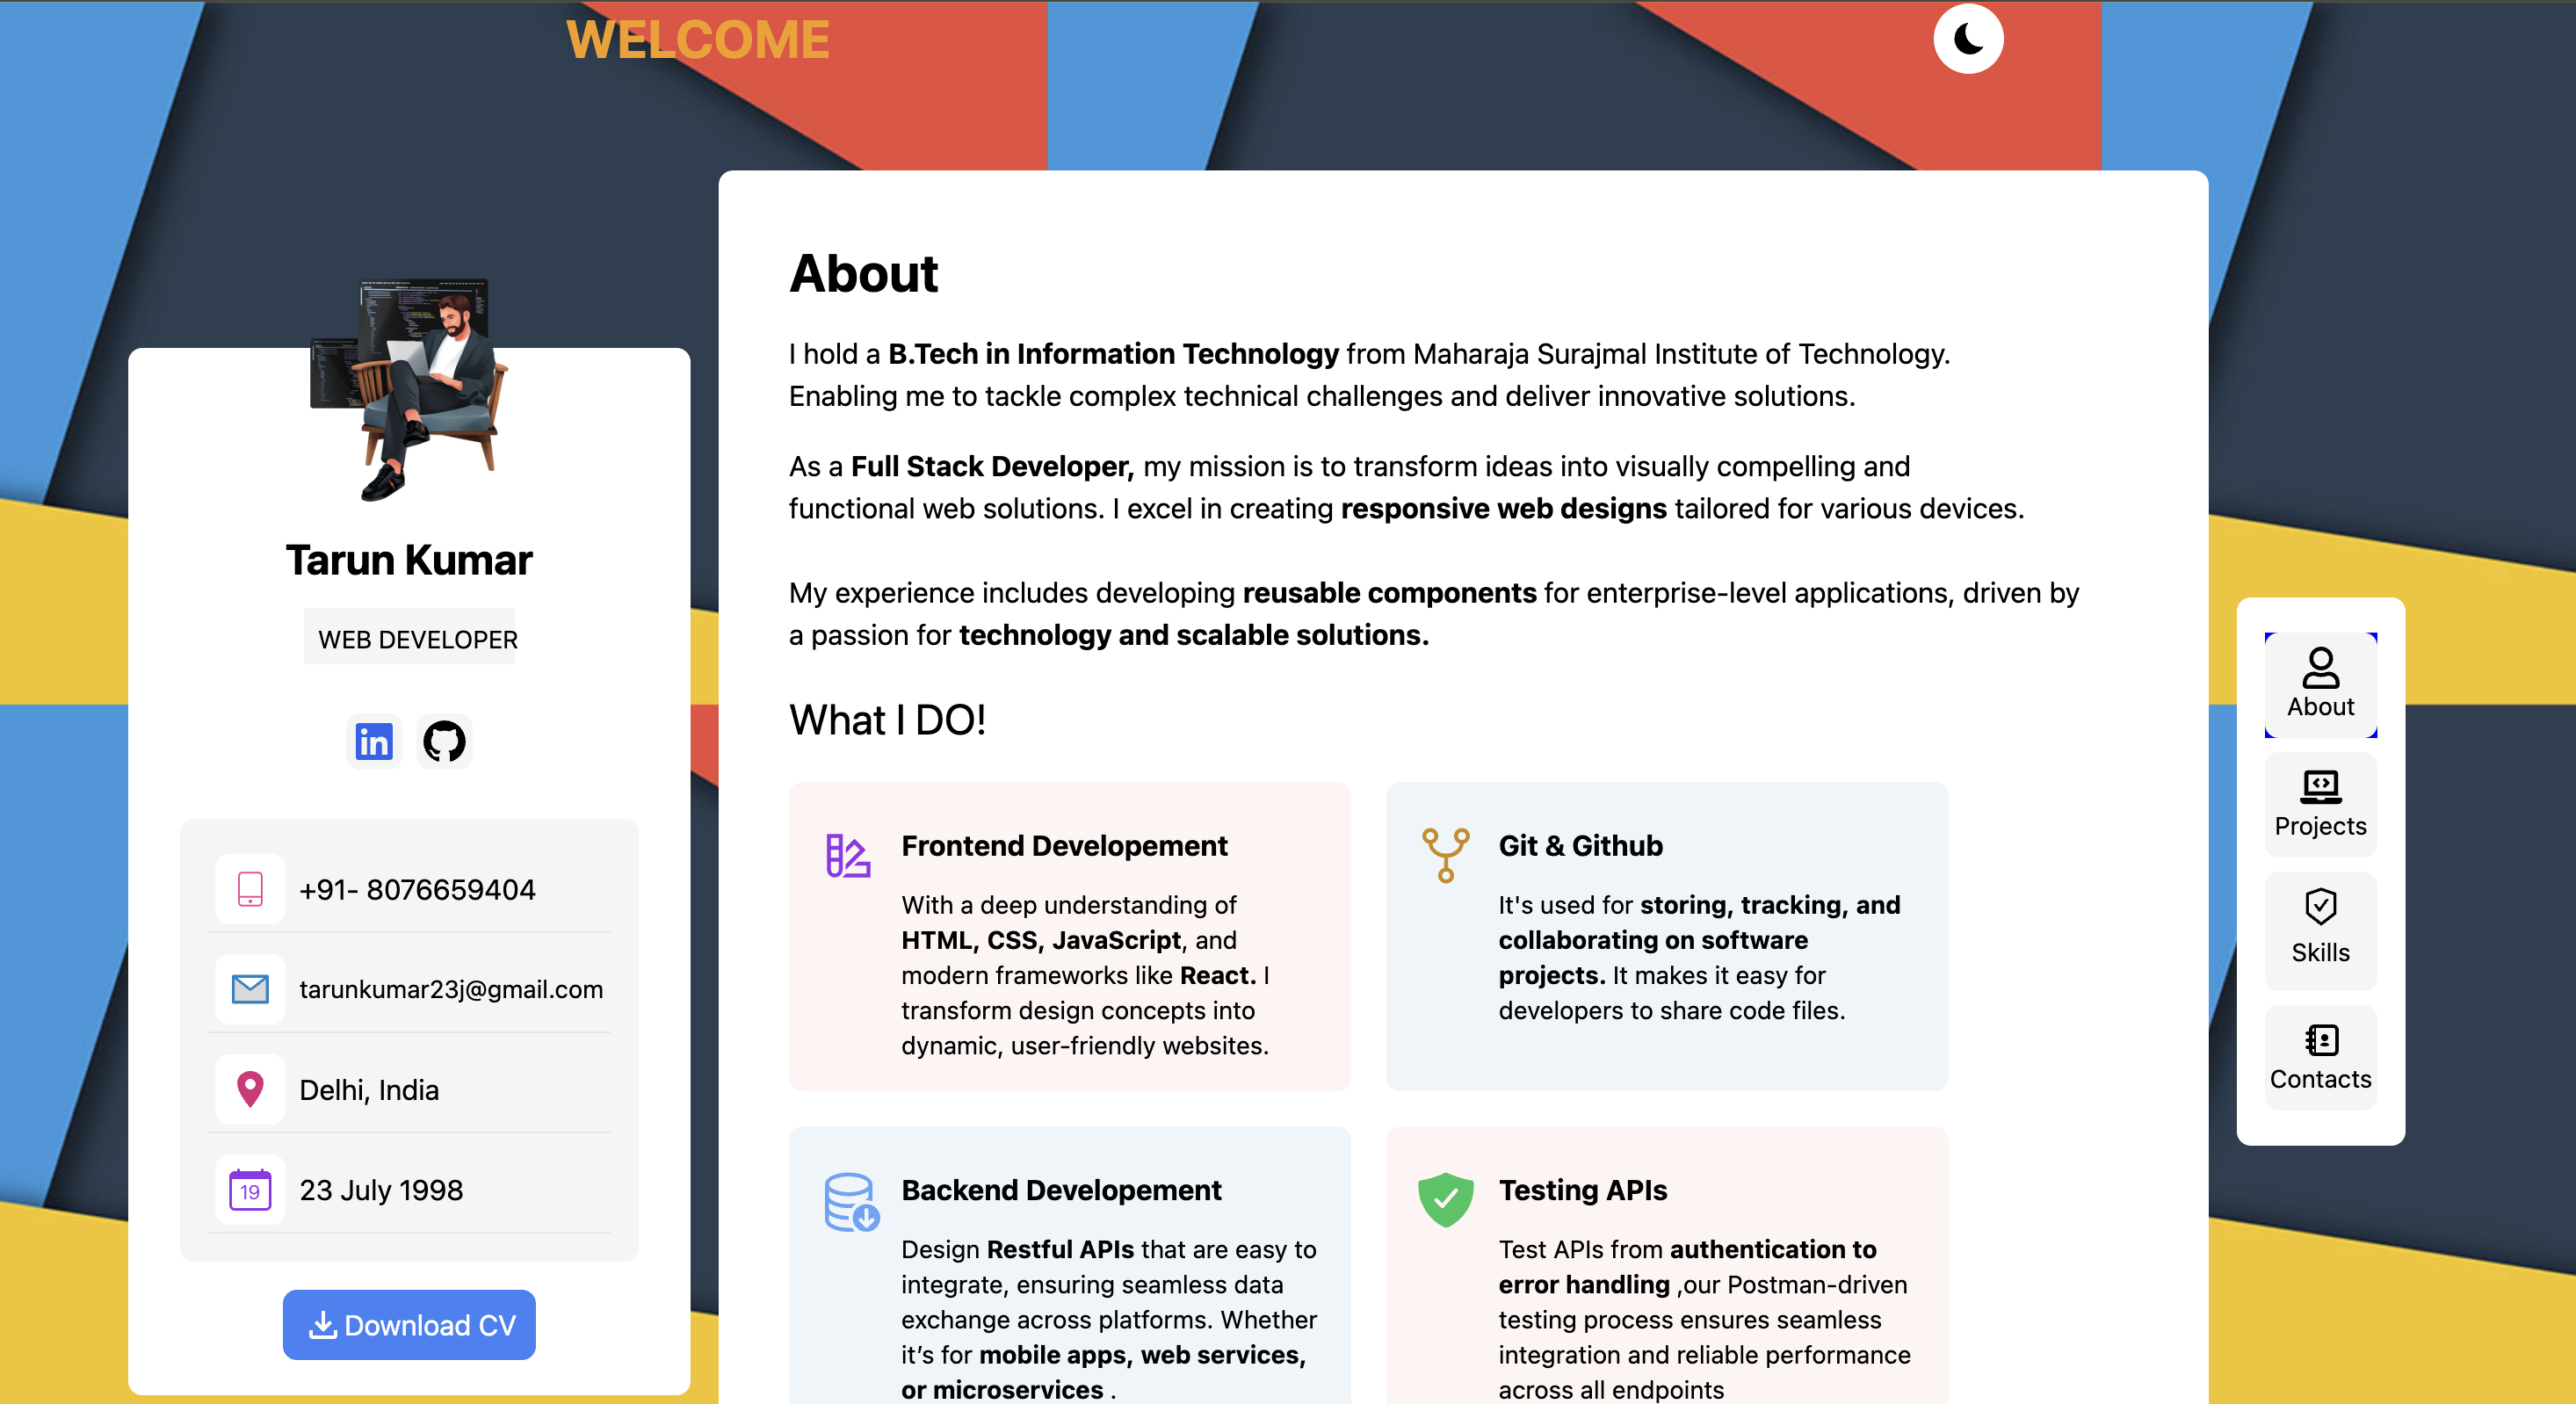 WELCOME
Tarun Kumar
WEB DEVELOPER
in
+91- 8076659404
tarunkumar23j@gmail.com
Delhi, India
19
23 July 1998
Download CV
About
I hold a B.Tech in Information Technology from Maharaja Surajmal Institute of Technology.
Enabling me to tackle complex technical challenges and deliver innovative solutions.
As a Full Stack Developer, my mission is to transform ideas into visually compelling and
functional web solutions. I excel in creating responsive web designs tailored for various devices.
My experience includes developing reusable components for enterprise-level applications, driven by
a passion for technology and scalable solutions.
What I DO!
Frontend Developement
With a deep understanding of
HTML, CSS, JavaScript, and
modern frameworks like React. I
transform design concepts into
dynamic, user-friendly websites.
Git & Github
It's used for storing, tracking, and
collaborating on software
projects. It makes it easy for
developers to share code files.
Backend Developement
Design Restful APIs that are easy to
integrate, ensuring seamless data
exchange across platforms. Whether
it’s for mobile apps, web services,
or microservices .
Testing APIs
Test APIs from authentication to
error handling ,our Postman-driven
testing process ensures seamless
integration and reliable performance
across all endpoints
About
Projects
Skills
Contacts